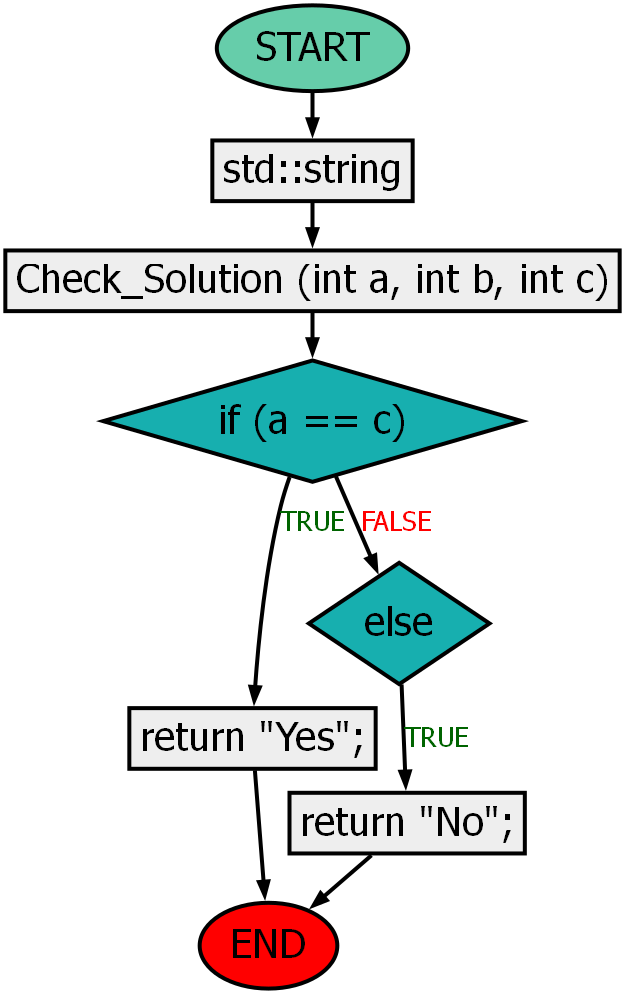 START
std::string
Check_Solution (int a, int b, int c)
if (a == c)
TRUE
FALSE
else
return "Yes";
TRUE
return "No";
END